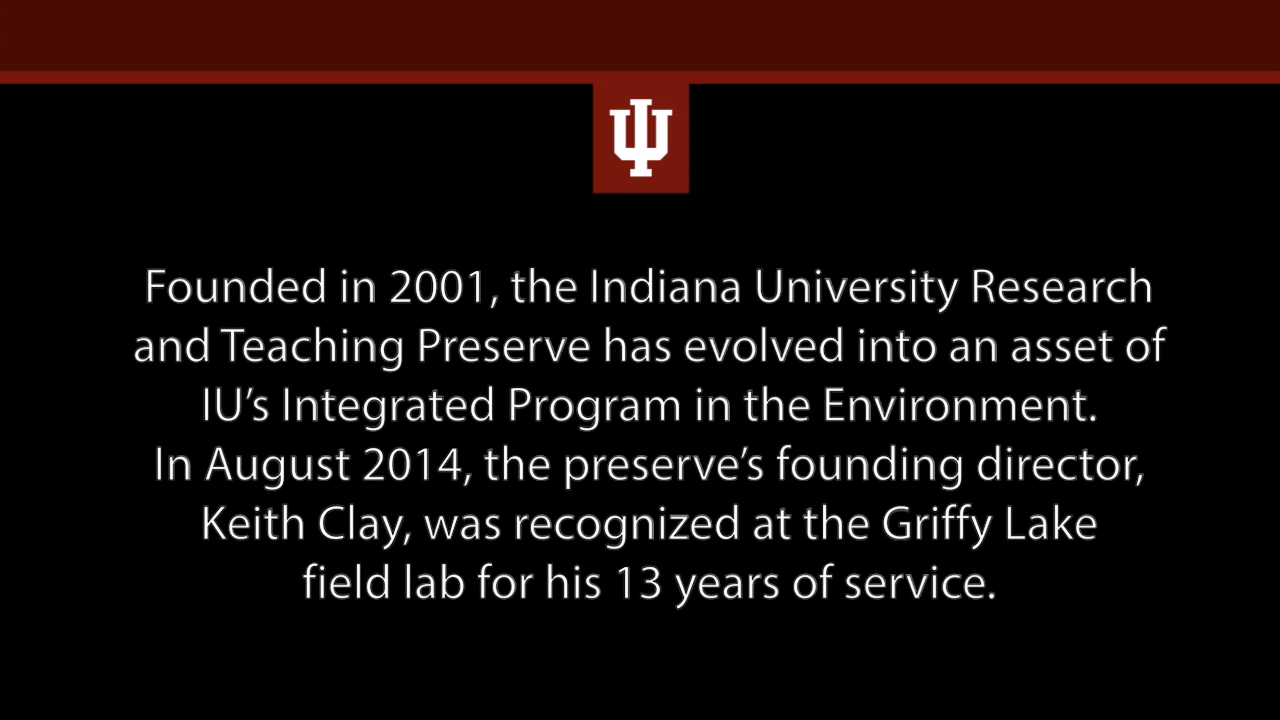 Founded in 2001, the Indiana University Research
and Teaching Preserve has evolved into an asset of
IU’s Integrated Program in the Environment.
In August 2014, the preserve’s founding director,
Keith Clay, was recognized at the Griffy Lake
field lab for his 13 years of service.